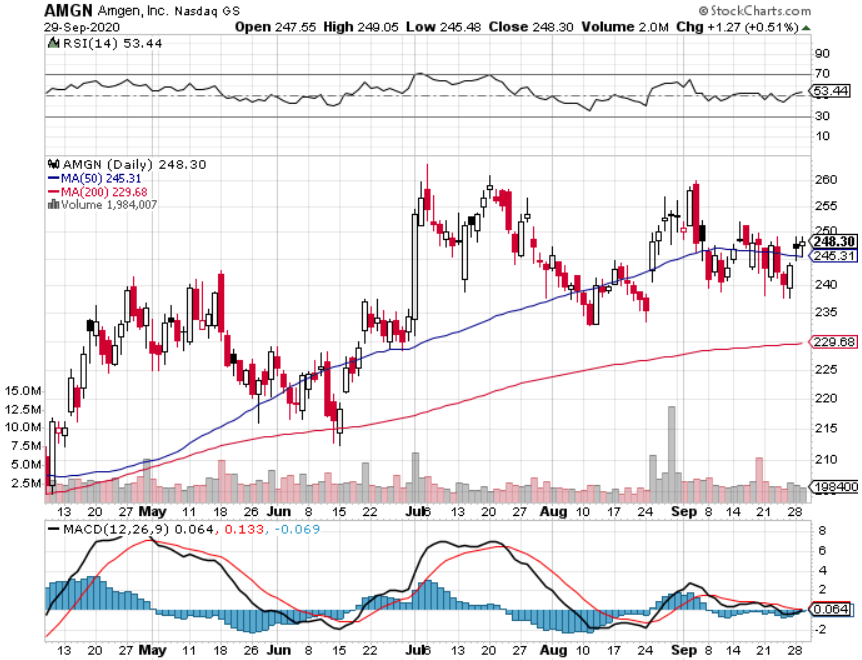 AMGN Amgen, Inc. Nasdaq GS © StockCharts.com
29-Sep-2020 Open 247.55 High 249.05 Low 245.48 Close 248.30 Volume 2.0M Chg +1.27 (+0.51%)
RSI(14) 53.44
90
70
53.44
30
10
AMGN (Daily) 248.30
MA(50) 245.31
MA(200) 229.68
Volume 1,984,007
260
255
250
248.30
245.31
240
235
229.68
225
220
215
210
15.0M
12.5M
10.0M
7.5M
5.0M
2.5M
198400
13 20 27 May 11 18 26 Jun 8 15 22 Jul 6 13 20 27 Aug 10 17 24 Sep 8 14 21 28
MACD(12,26,9) 0.064, 0.133, -0.069
8
6
4
2
0.064
-2
13 20 27 May 11 18 26 Jun 8 15 22 Jul 6 13 20 27 Aug 10 17 24 Sep 8 14 21 28